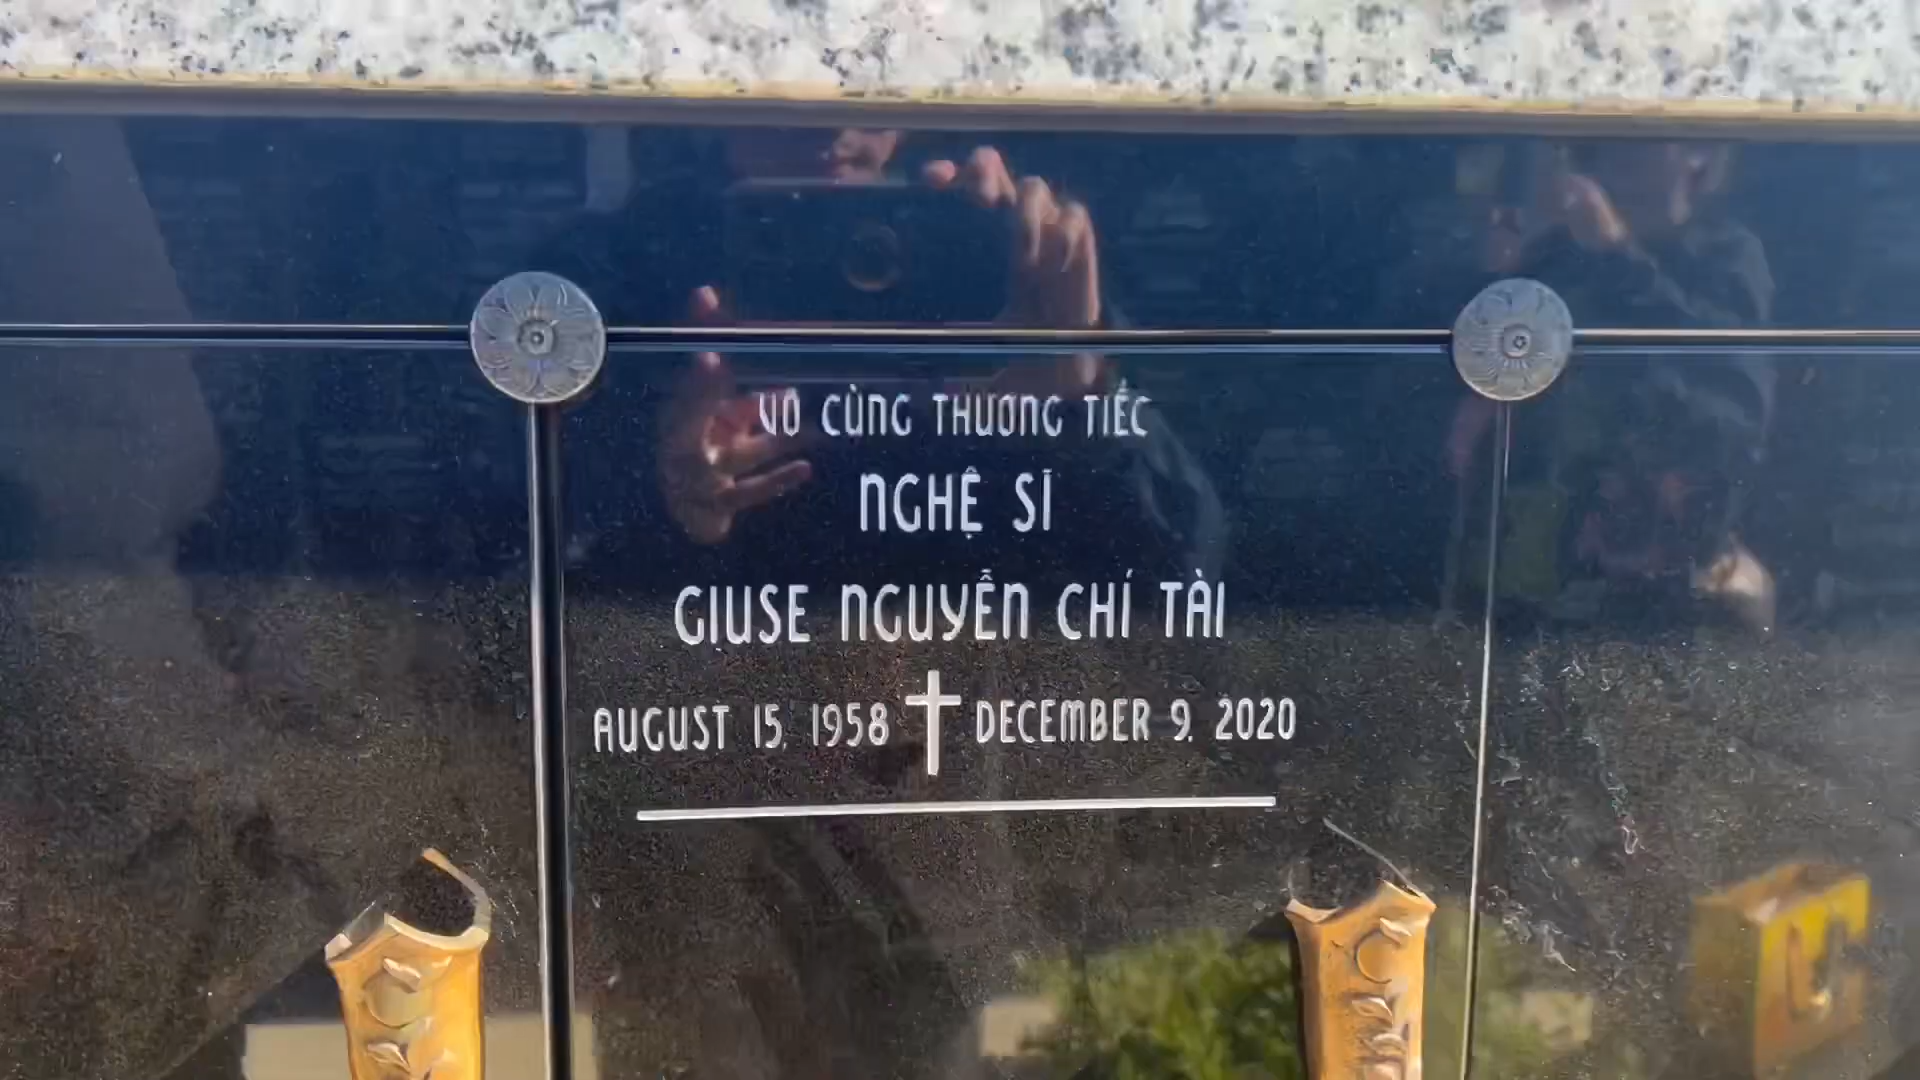 VÔ CÙNG THƯƠNG TIẾC
NGHỆ SĨ
GIUSE NGUYỄN CHÍ TÀI
AUGUST 15, 1958 DECEMBER 9, 2020